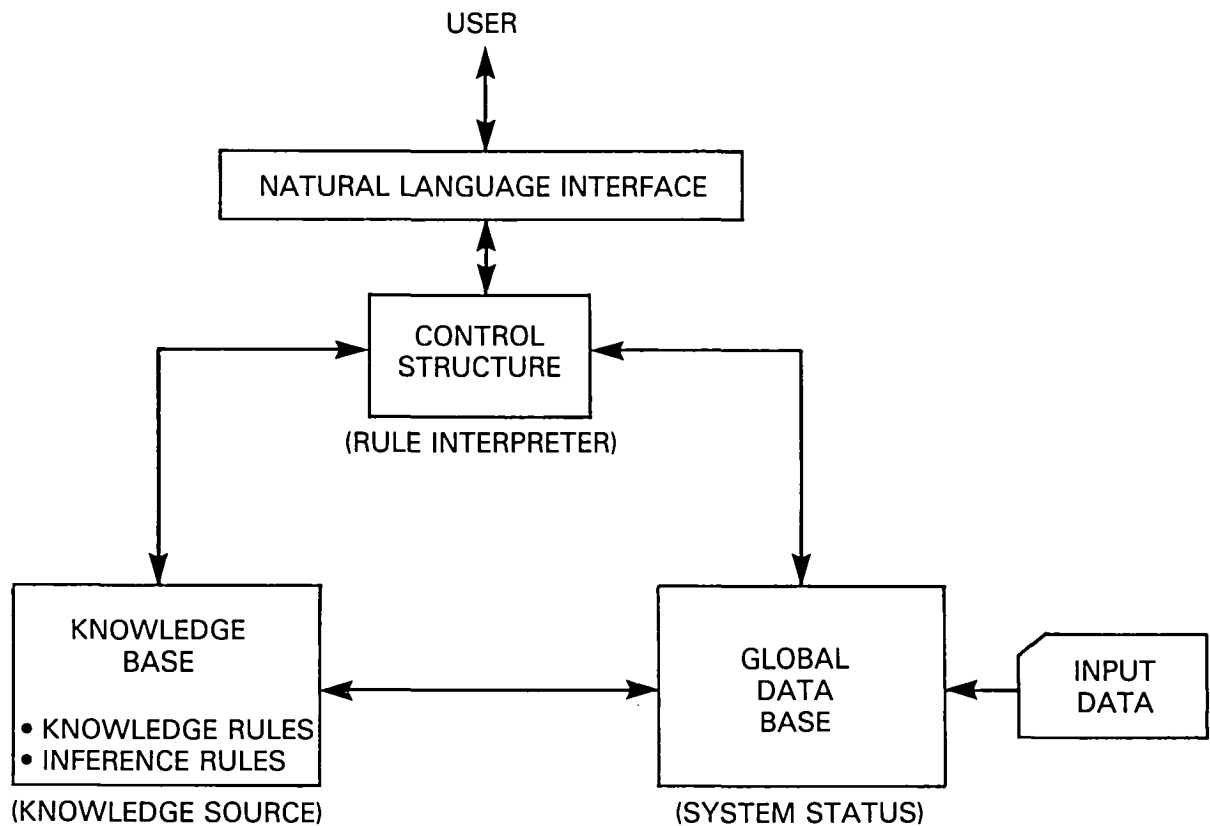 USER
NATURAL LANGUAGE INTERFACE
CONTROL
STRUCTURE
(RULE INTERPRETER)
KNOWLEDGE
BASE
• KNOWLEDGE RULES
• INFERENCE RULES
(KNOWLEDGE SOURCE)
GLOBAL
DATA
BASE
(SYSTEM STATUS)
INPUT
DATA